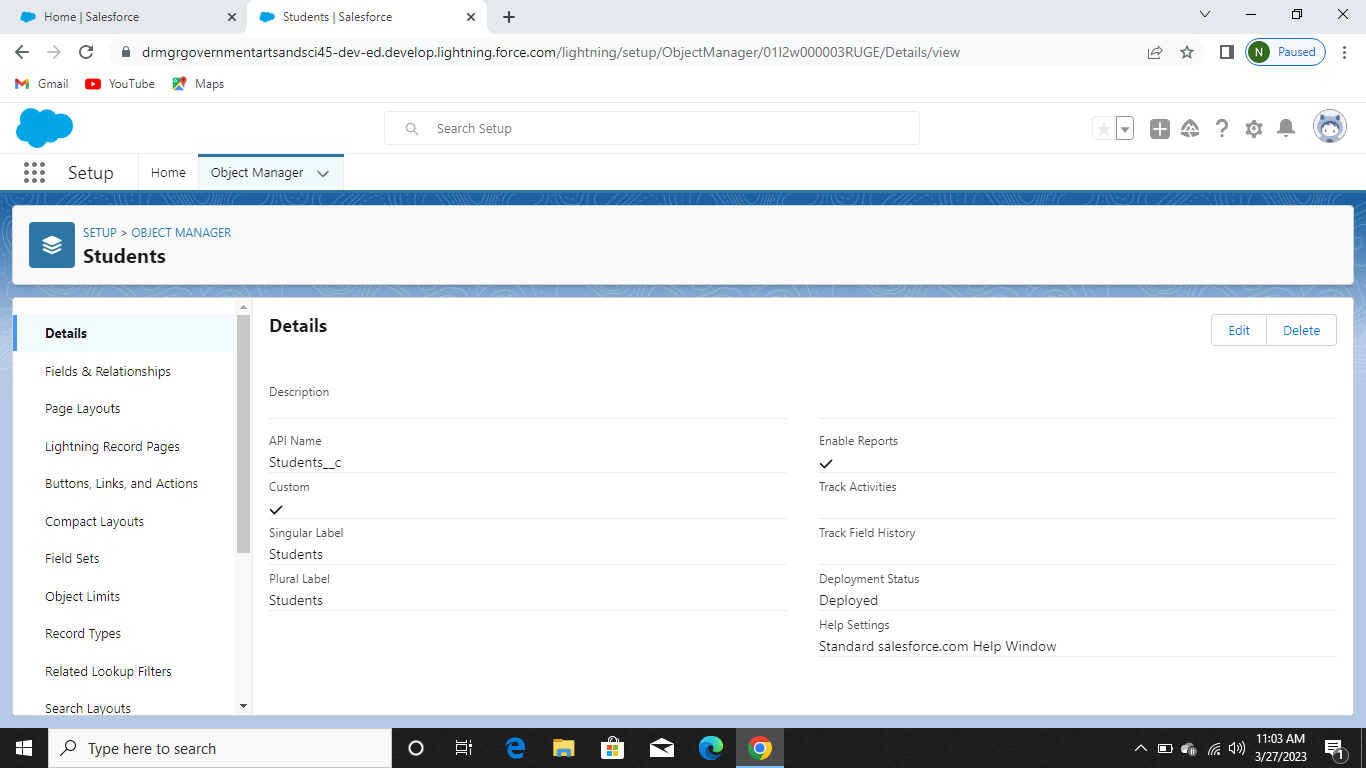 Home | Salesforce
Students | Salesforce
drmgrgovernmentartsandsci45-dev-ed.develop.lightning.force.com/lightning/setup/ObjectManager/01I2w000003RUGE/Details/view
N Paused
Gmail
YouTube
Maps
Search Setup
Setup
Home
Object Manager
SETUP > OBJECT MANAGER
Students
Details
Fields & Relationships
Page Layouts
Lightning Record Pages
Buttons, Links, and Actions
Compact Layouts
Field Sets
Object Limits
Record Types
Related Lookup Filters
Search Layouts
Details
Edit
Delete
Description
API Name
Students__c
Custom
Singular Label
Students
Plural Label
Students
Enable Reports
Track Activities
Track Field History
Deployment Status
Deployed
Help Settings
Standard salesforce.com Help Window
Type here to search
11:03 AM
3/27/2023
1